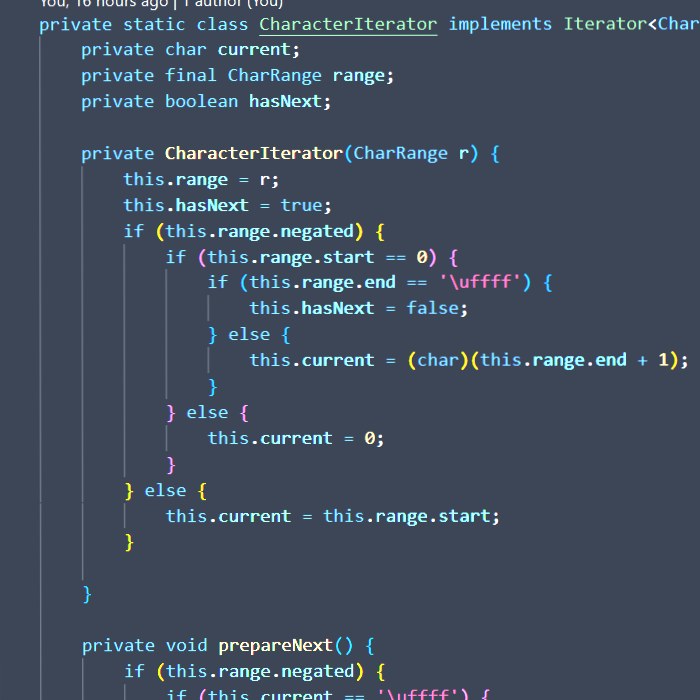 You, 16 hours ago | 1 author (You)
private static class CharacterIterator implements Iterator<Char
private char current;
private final CharRange range;
private boolean hasNext;
private CharacterIterator(CharRange r) {
this.range = r;
this.hasNext = true;
if (this.range.negated) {
if (this.range.start == 0) {
if (this.range.end == '\uffff') {
this.hasNext = false;
} else {
this.current = (char)(this.range.end + 1);
}
} else {
this.current = 0;
}
} else {
this.current = this.range.start;
}
}
private void prepareNext() {
if (this.range.negated) {
if (this.current == '\uffff') {